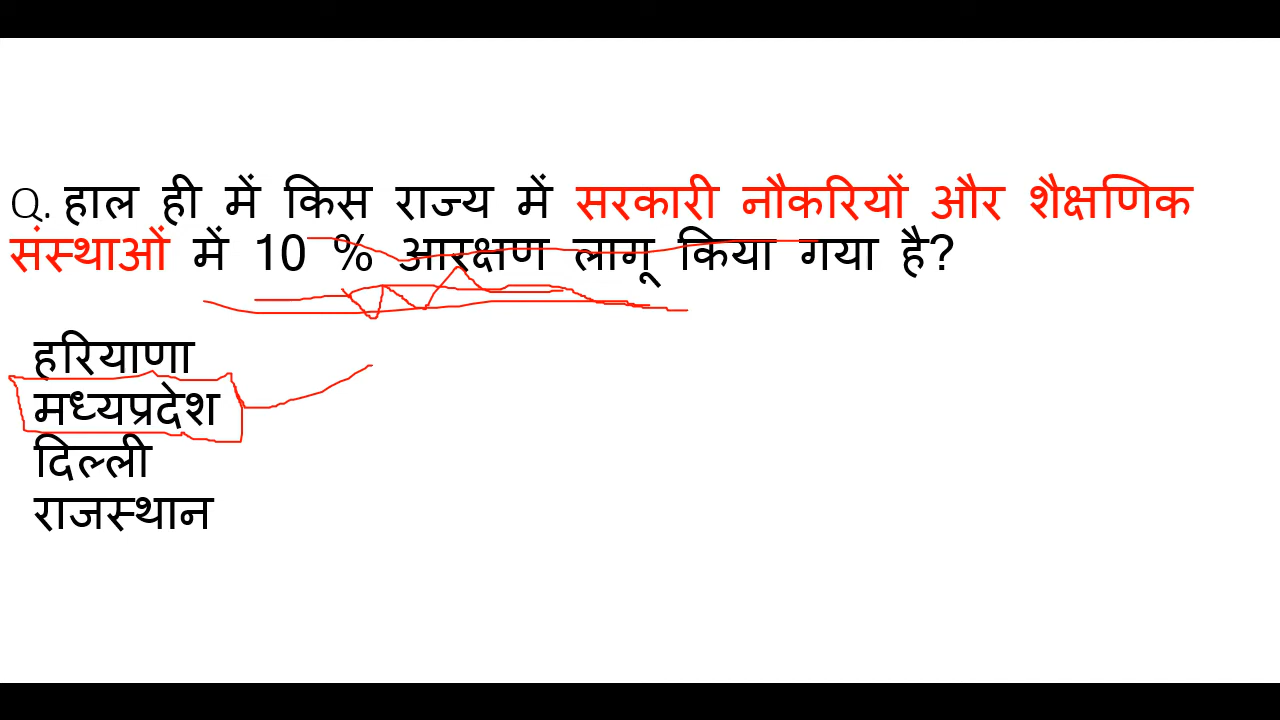 Q. हाल ही में किस राज्य में सरकारी नौकरियों और शैक्षणिक
संस्थाओं में 10 % आरक्षण लागू किया गया है?
हरियाणा
मध्यप्रदेश
दिल्ली
राजस्थान